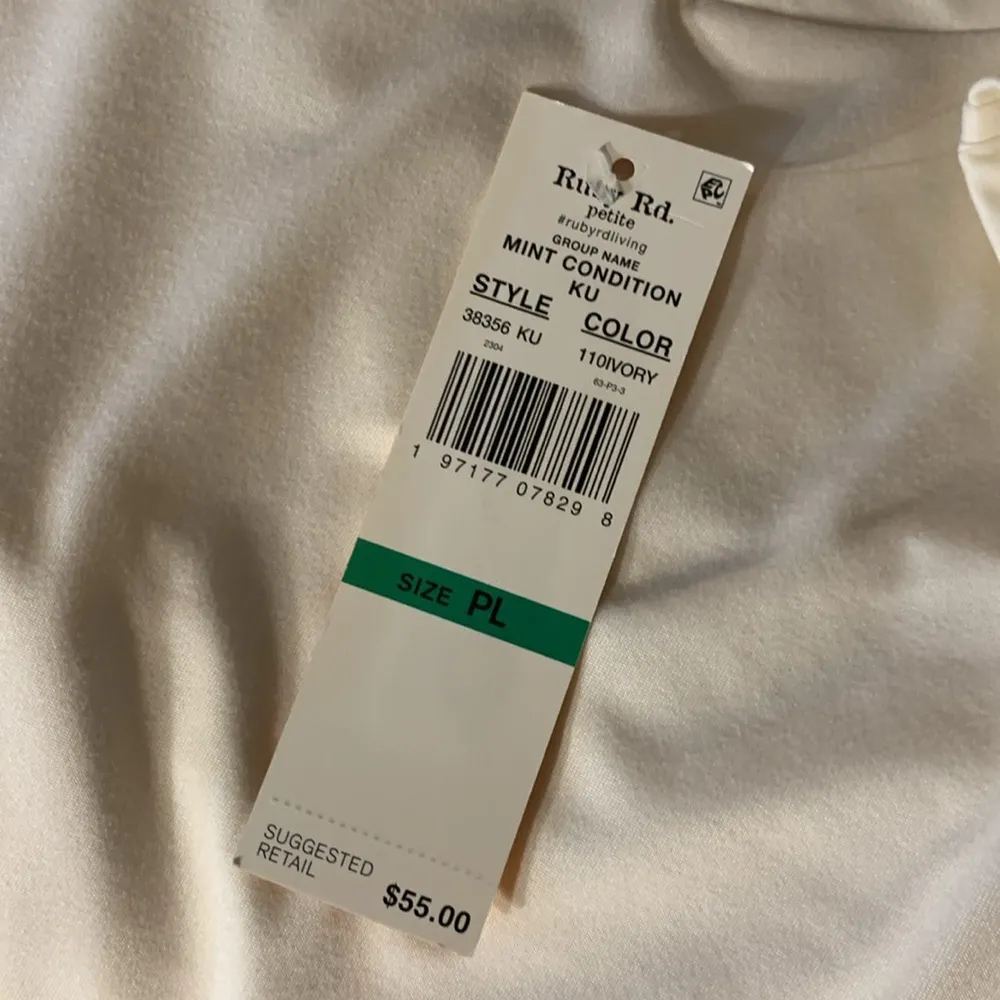 Ruby Rd.
petite
#rubyrdliving
GROUP NAME
MINT CONDITION
KU
STYLE COLOR
38356 KU 110IVORY
2304 63-P3-3
1 97177 07829 8
SIZE PL
SUGGESTED
RETAIL
$55.00